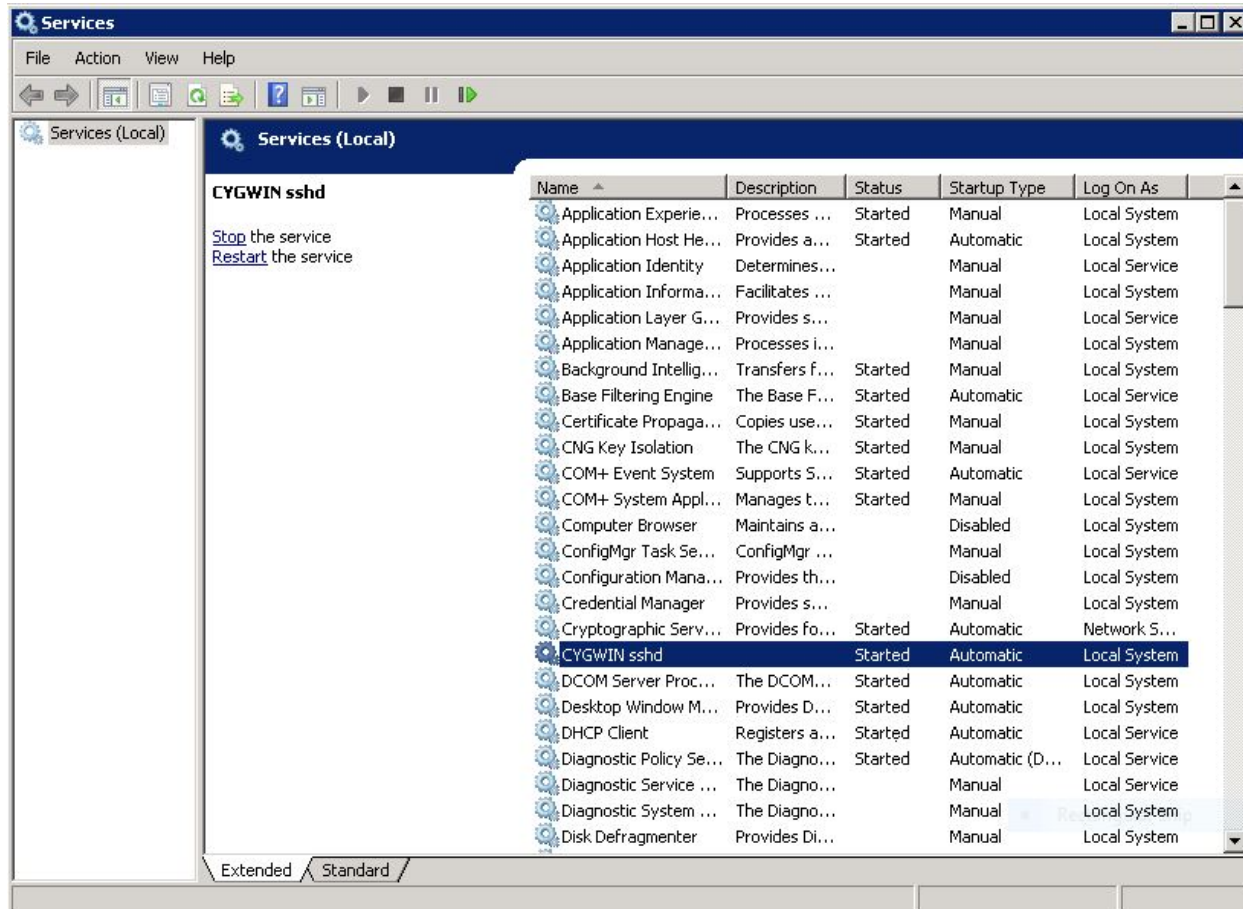 Services
File Action View Help
Services (Local)
Services (Local)
CYGWIN sshd
Stop the service
Restart the service
Name Description Status Startup Type Log On As
Application Experie... Processes ... Started Manual Local System
Application Host He... Provides a... Started Automatic Local System
Application Identity Determines... Manual Local Service
Application Informa... Facilitates ... Manual Local System
Application Layer G... Provides s... Manual Local Service
Application Manage... Processes i... Manual Local System
Background Intellig... Transfers f... Started Manual Local System
Base Filtering Engine The Base F... Started Automatic Local Service
Certificate Propaga... Copies use... Started Manual Local System
CNG Key Isolation The CNG k... Started Manual Local System
COM+ Event System Supports S... Started Automatic Local Service
COM+ System Appl... Manages t... Started Manual Local System
Computer Browser Maintains a... Disabled Local System
ConfigMgr Task Se... ConfigMgr ... Manual Local System
Configuration Mana... Provides th... Disabled Local System
Credential Manager Provides s... Manual Local System
Cryptographic Serv... Provides fo... Started Automatic Network S...
CYGWIN sshd Started Automatic Local System
DCOM Server Proc... The DCOM... Started Automatic Local System
Desktop Window M... Provides D... Started Automatic Local System
DHCP Client Registers a... Started Automatic Local Service
Diagnostic Policy Se... The Diagno... Started Automatic (D... Local Service
Diagnostic Service ... The Diagno... Manual Local Service
Diagnostic System ... The Diagno... Manual Local System
Disk Defragmenter Provides Di... Manual Local System
Extended Standard